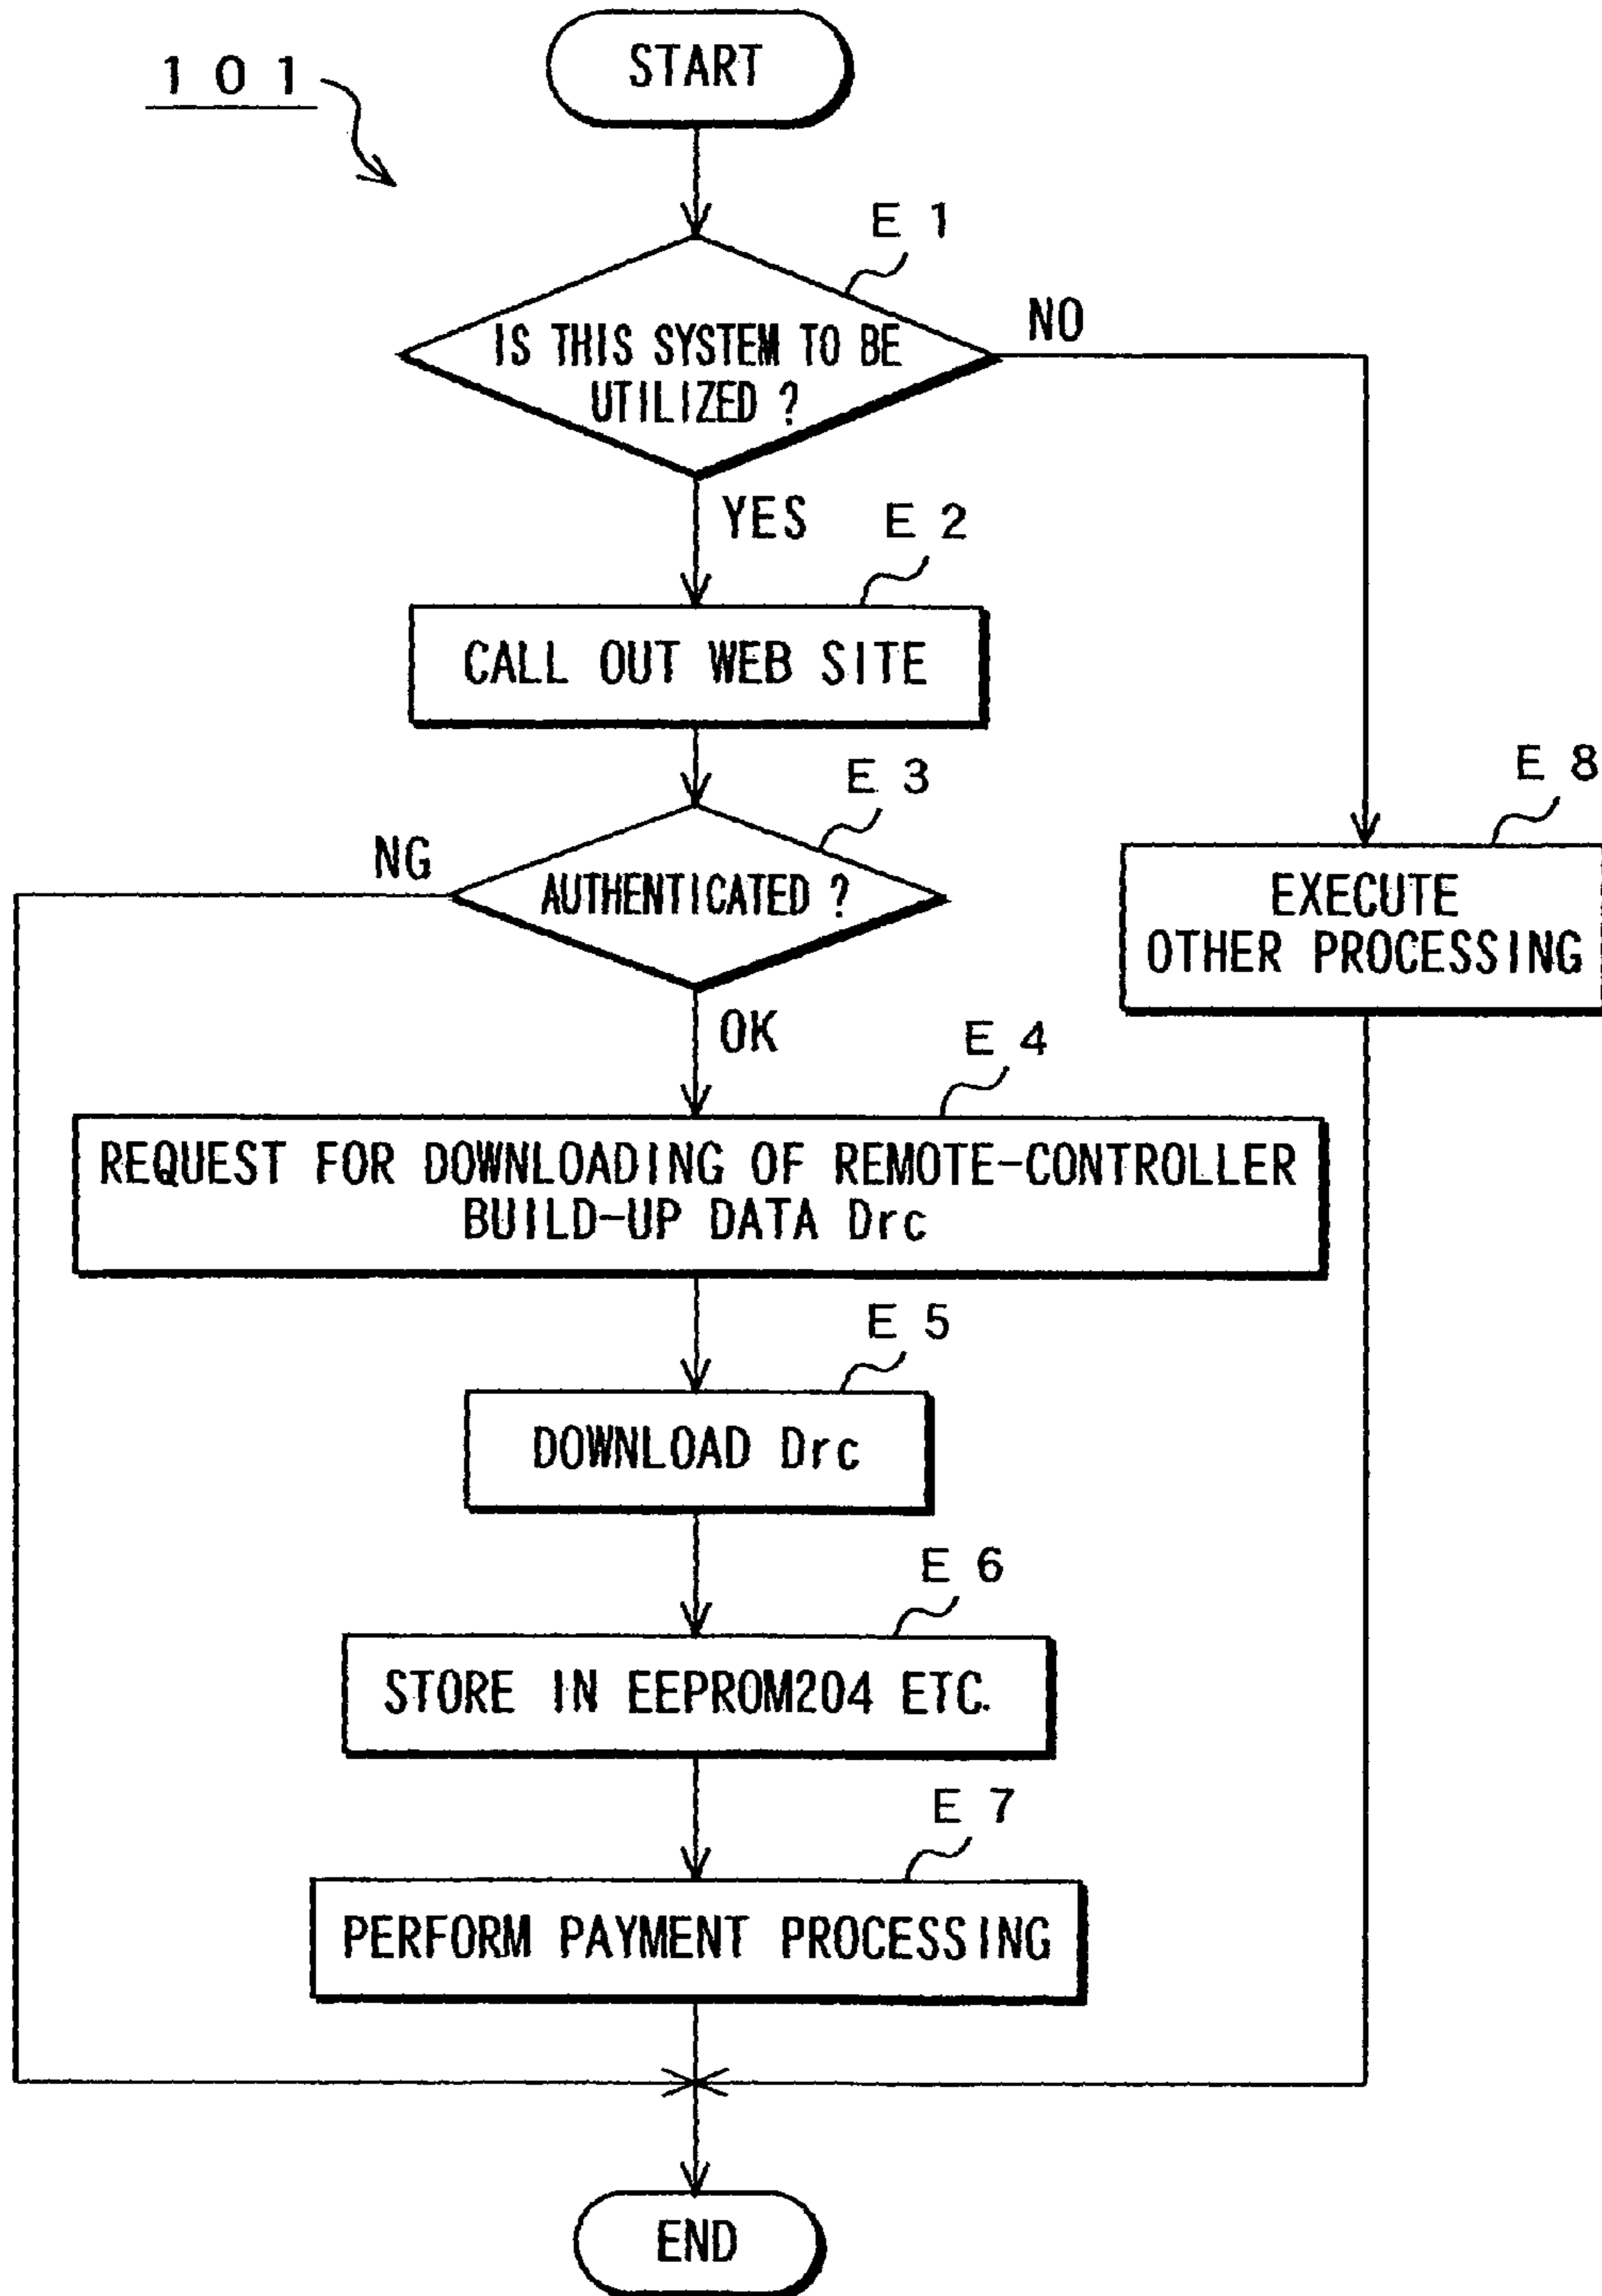 START
101
E1
IS THIS SYSTEM TO BE
UTILIZED ?
NO
YES
E2
CALL OUT WEB SITE
E3
NG
AUTHENTICATED ?
E8
EXECUTE
OTHER PROCESSING
OK
E4
REQUEST FOR DOWNLOADING OF REMOTE-CONTROLLER
BUILD-UP DATA Drc
E5
DOWNLOAD Drc
E6
STORE IN EEPROM204 ETC.
E7
PERFORM PAYMENT PROCESSING
END